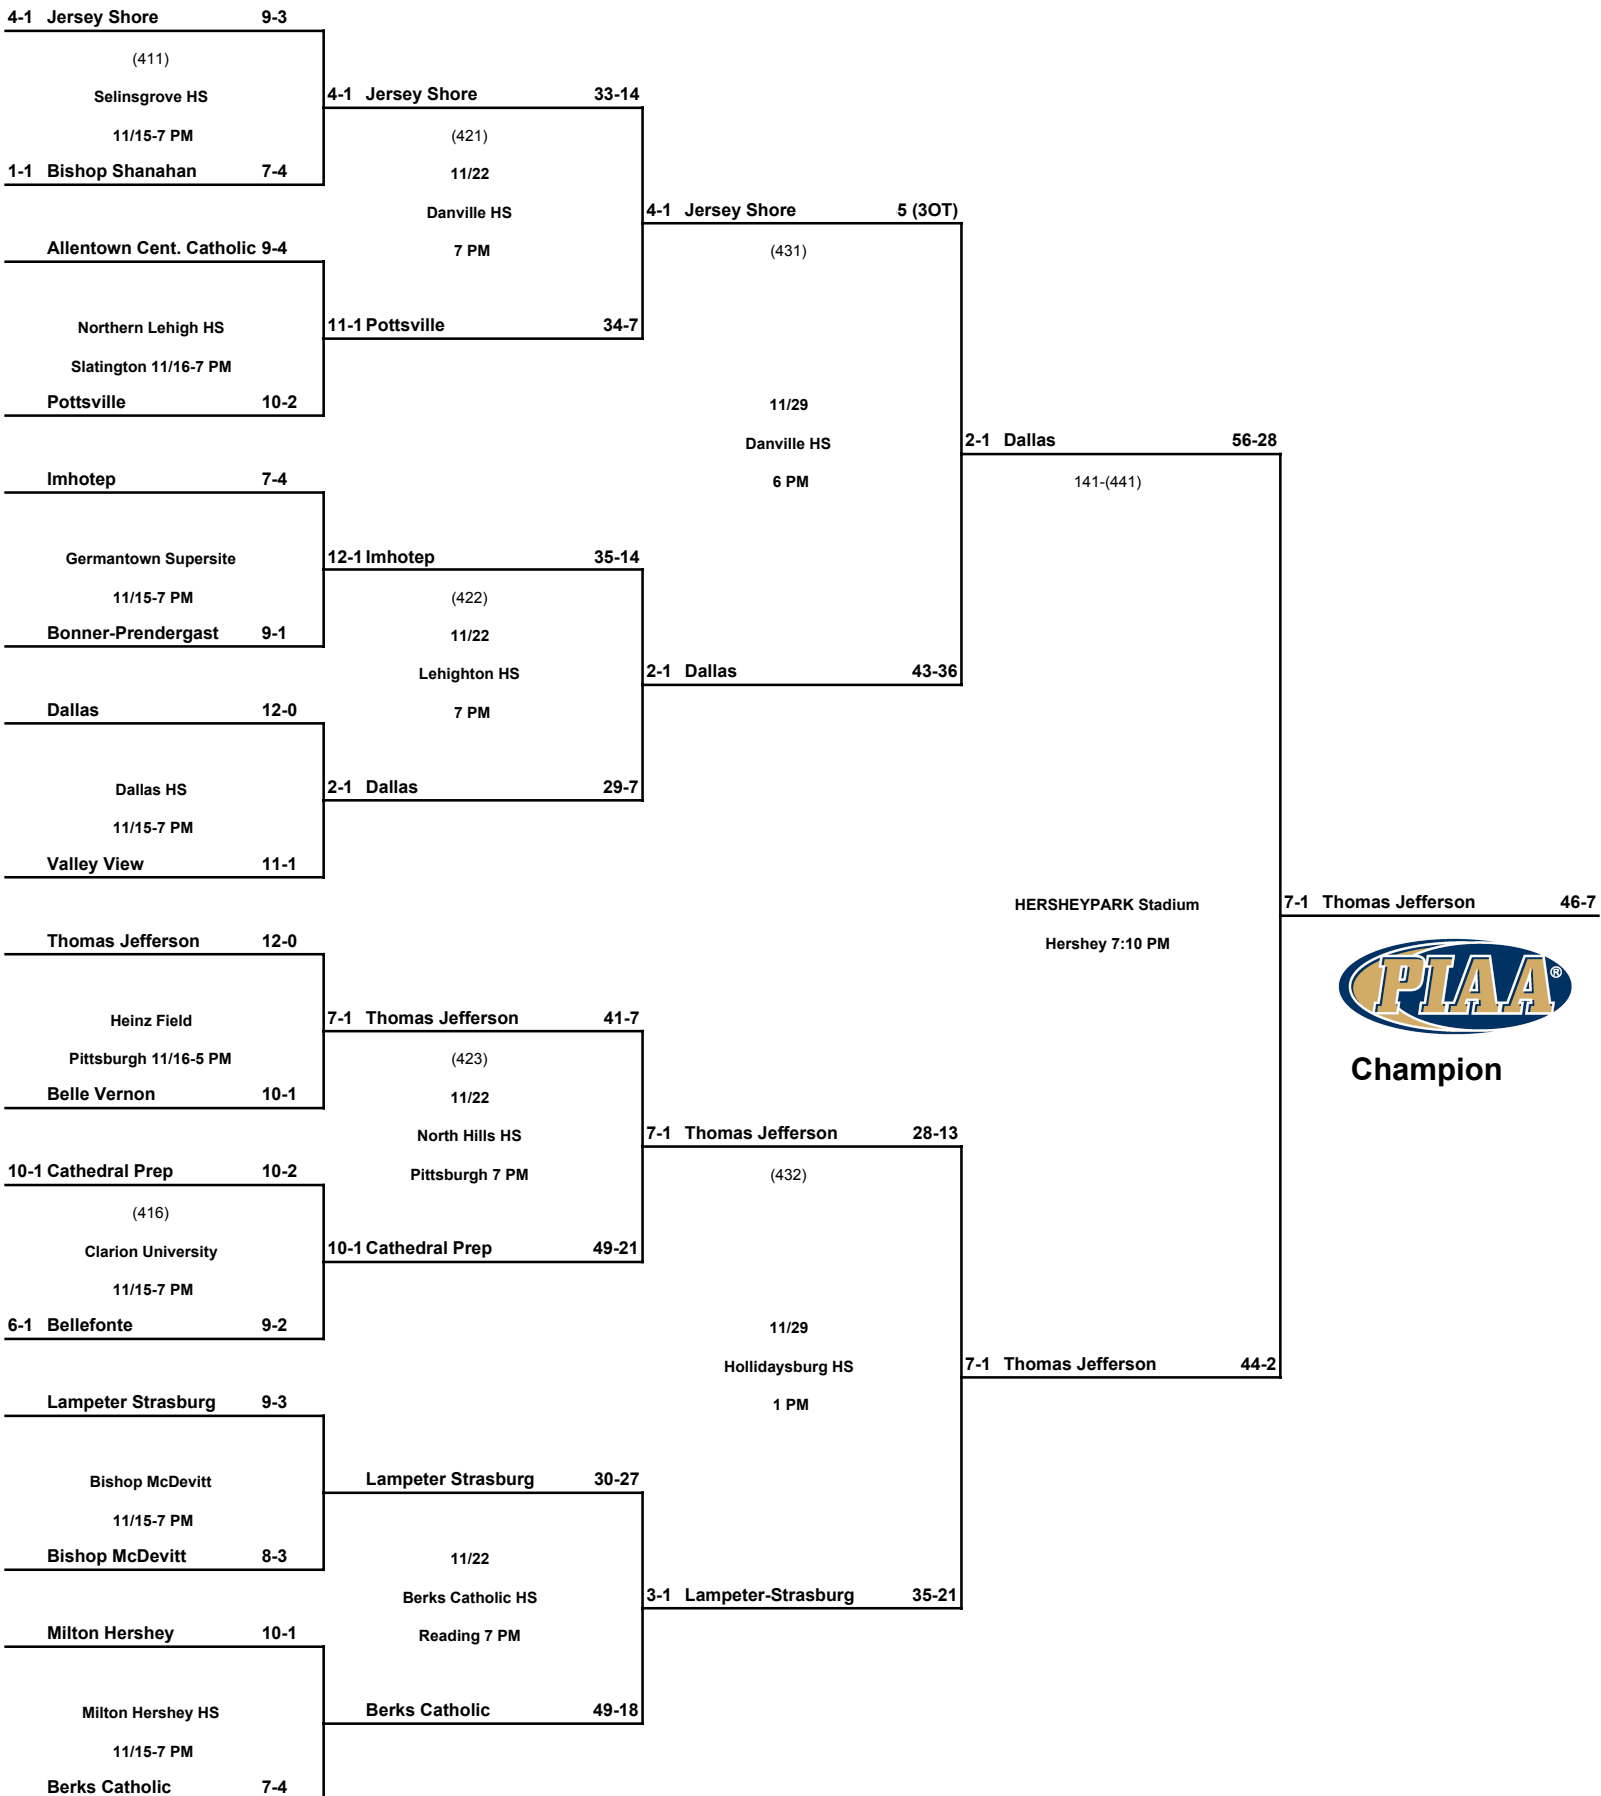 4-1 Jersey Shore 9-3
(411)
Selinsgrove HS
11/15-7 PM
1-1 Bishop Shanahan 7-4
Allentown Cent. Catholic 9-4
Northern Lehigh HS
Slatington 11/16-7 PM
Pottsville 10-2
Imhotep 7-4
Germantown Supersite
11/15-7 PM
Bonner-Prendergast 9-1
Dallas 12-0
Dallas HS
11/15-7 PM
Valley View 11-1
Thomas Jefferson 12-0
Heinz Field
Pittsburgh 11/16-5 PM
Belle Vernon 10-1
10-1 Cathedral Prep 10-2
(416)
Clarion University
11/15-7 PM
6-1 Bellefonte 9-2
Lampeter Strasburg 9-3
Bishop McDevitt
11/15-7 PM
Bishop McDevitt 8-3
Milton Hershey 10-1
Milton Hershey HS
11/15-7 PM
Berks Catholic 7-4
4-1 Jersey Shore 33-14
(421)
11/22
Danville HS
7 PM
11-1 Pottsville 34-7
12-1 Imhotep 35-14
(422)
11/22
Lehighton HS
7 PM
2-1 Dallas 29-7
7-1 Thomas Jefferson 41-7
(423)
11/22
North Hills HS
Pittsburgh 7 PM
10-1 Cathedral Prep 49-21
Lampeter Strasburg 30-27
11/22
Berks Catholic HS
Reading 7 PM
Berks Catholic 49-18
4-1 Jersey Shore 5 (3OT)
(431)
11/29
Danville HS
6 PM
2-1 Dallas 43-36
7-1 Thomas Jefferson 28-13
(432)
11/29
Hollidaysburg HS
1 PM
3-1 Lampeter-Strasburg 35-21
2-1 Dallas 56-28
141-(441)
HERSHEYPARK Stadium
Hershey 7:10 PM
7-1 Thomas Jefferson 44-2
7-1 Thomas Jefferson 46-7
PIAA®
Champion